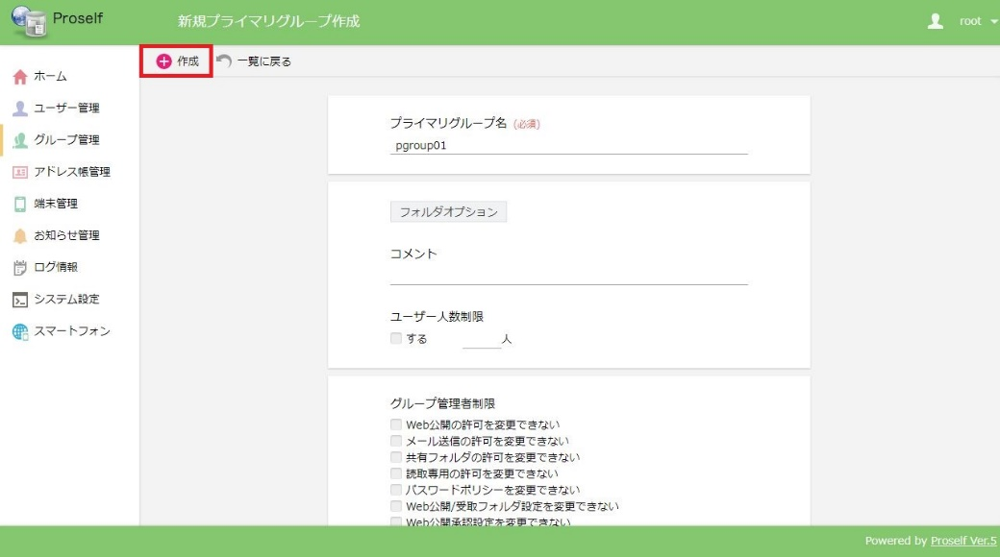 Proself
新規プライマリグループ作成
root
作成
一覧に戻る
ホーム
ユーザー管理
グループ管理
アドレス帳管理
端末管理
お知らせ管理
ログ情報
システム設定
スマートフォン
プライマリグループ名 (必須)
pgroup01
フォルダオプション
コメント
ユーザー人数制限
する 人
グループ管理者制限
Web公開の許可を変更できない
メール送信の許可を変更できない
共有フォルダの許可を変更できない
読取専用の許可を変更できない
パスワードポリシーを変更できない
Web公開/受取フォルダ設定を変更できない
Web公開承認設定を変更できない
Powered by Proself Ver.5